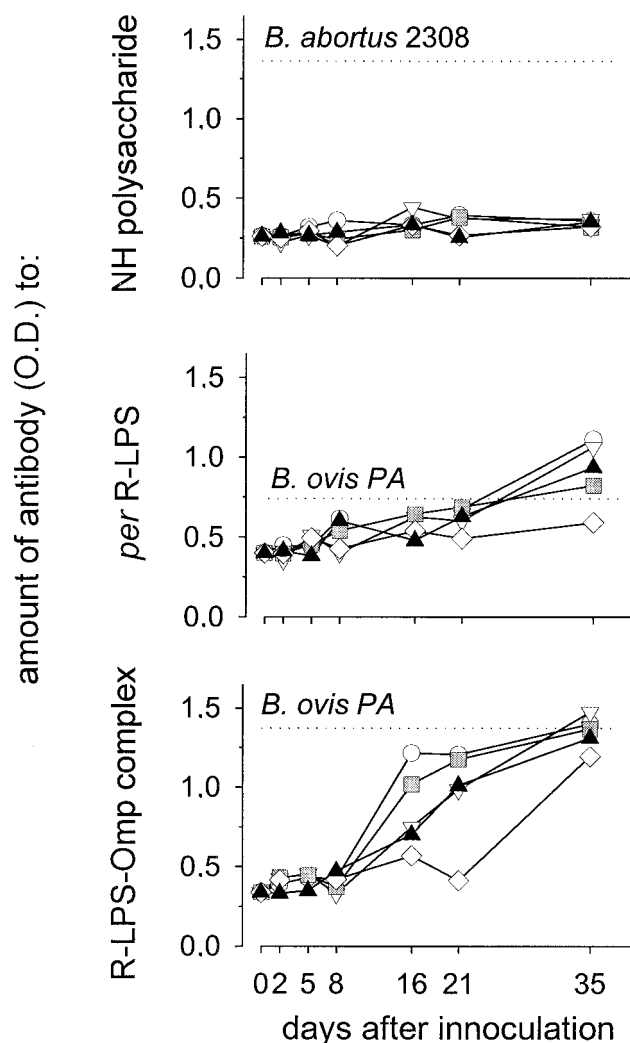 amount of antibody (O.D.) to:
NH polysaccharide
1.5
1.0
0.5
0.0
B. abortus 2308
per R-LPS
1.5
1.0
0.5
0.0
B. ovis PA
R-LPS-Omp complex
1.5
1.0
0.5
0.0
B. ovis PA
0 2 5 8 16 21 35
days after innoculation